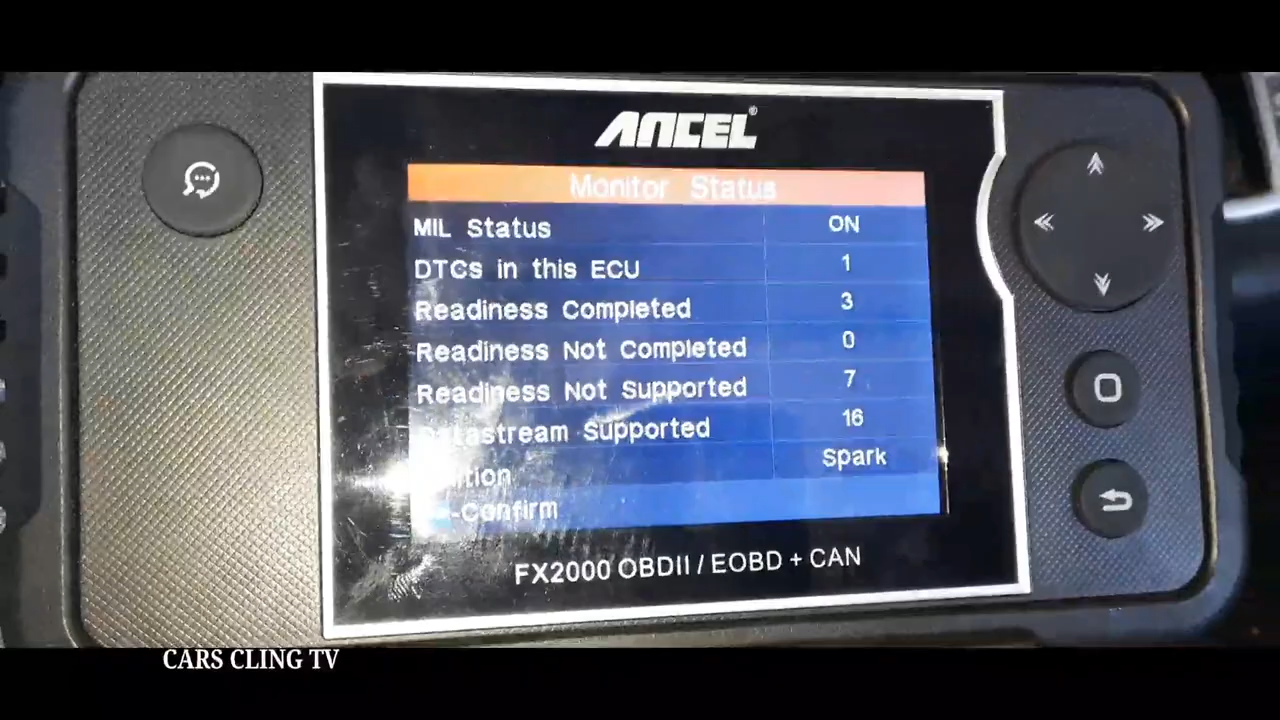 ANCEL®
Monitor Status
MIL Status ON
DTCs in this ECU 1
Readiness Completed 3
Readiness Not Completed 0
Readiness Not Supported 7
Datastream Supported 16
Spark
-Confirm
FX2000 OBDII / EOBD + CAN
CARS CLING TV